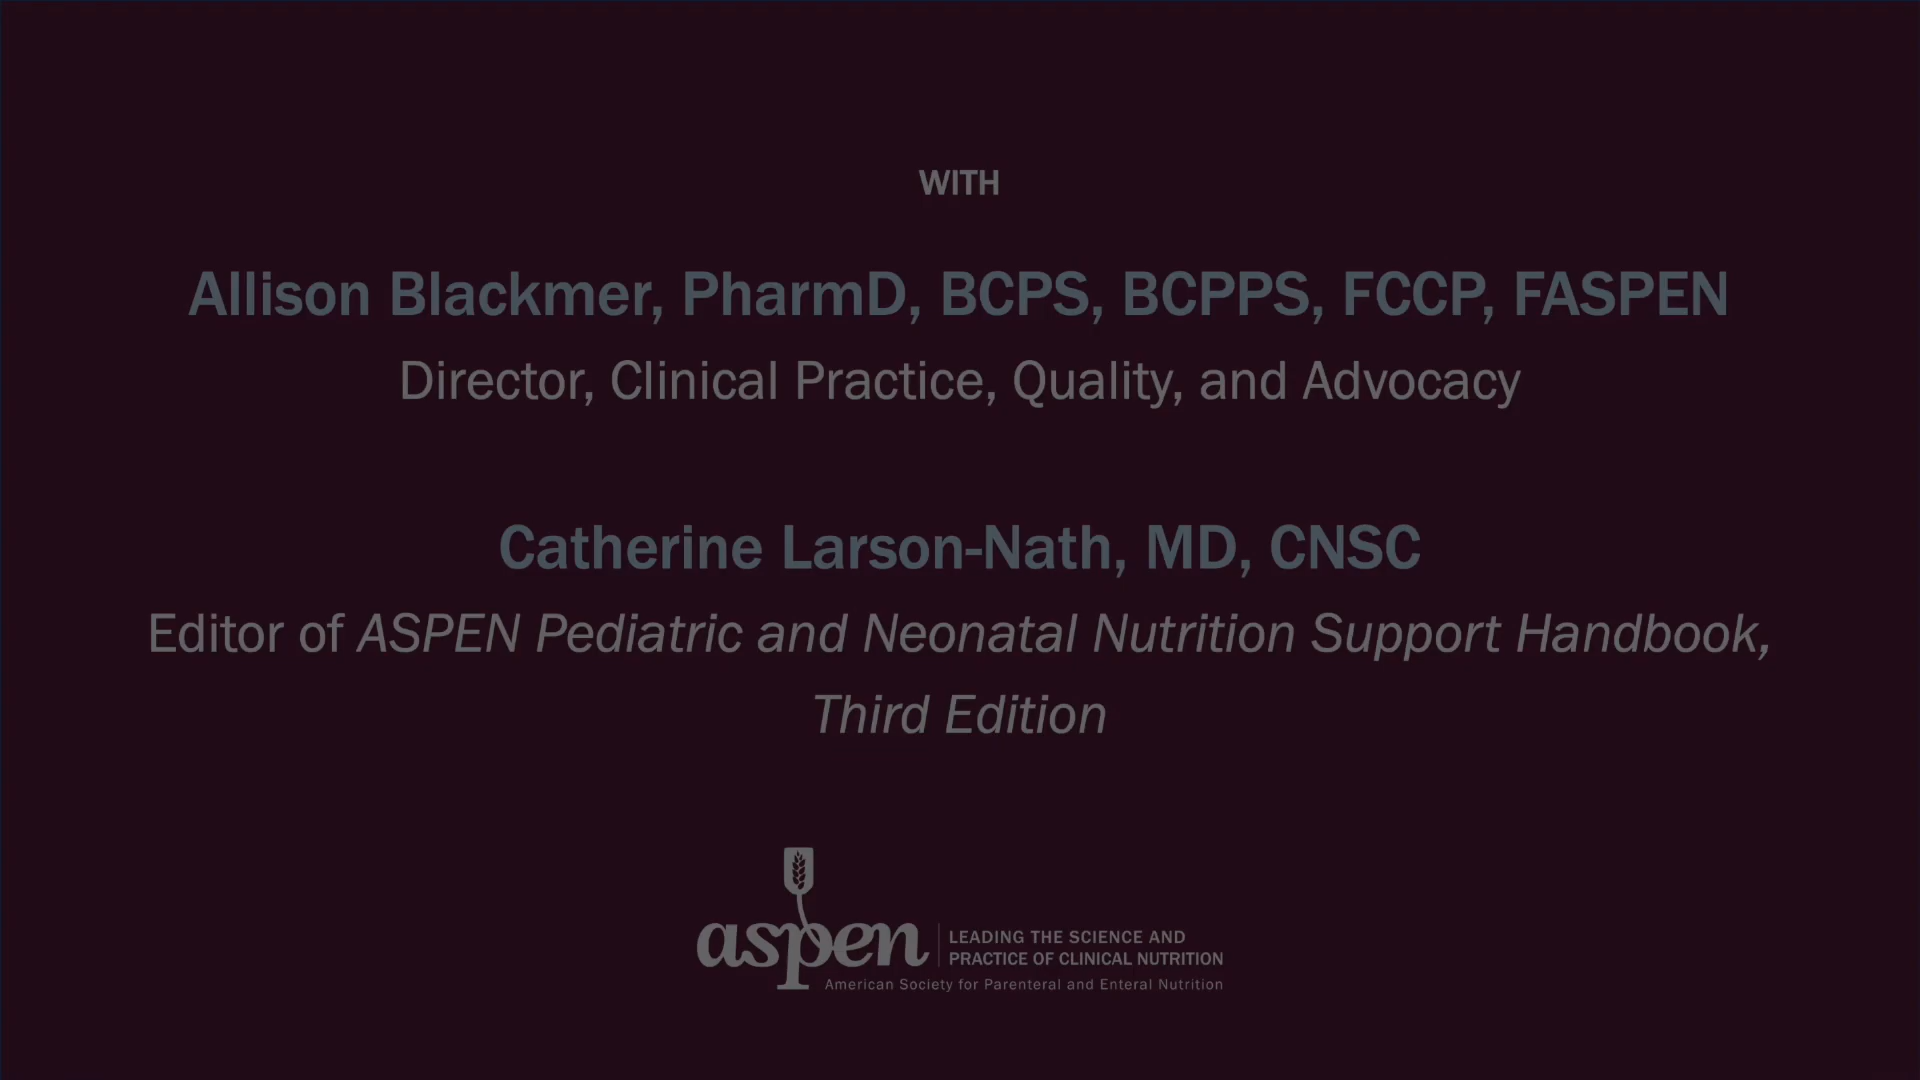 WITH
Allison Blackmer, PharmD, BCPS, BCPPS, FCCP, FASPEN
Director, Clinical Practice, Quality, and Advocacy
Catherine Larson-Nath, MD, CNSC
Editor of ASPEN Pediatric and Neonatal Nutrition Support Handbook,
Third Edition
aspen
LEADING THE SCIENCE AND
PRACTICE OF CLINICAL NUTRITION
American Society for Parenteral and Enteral Nutrition